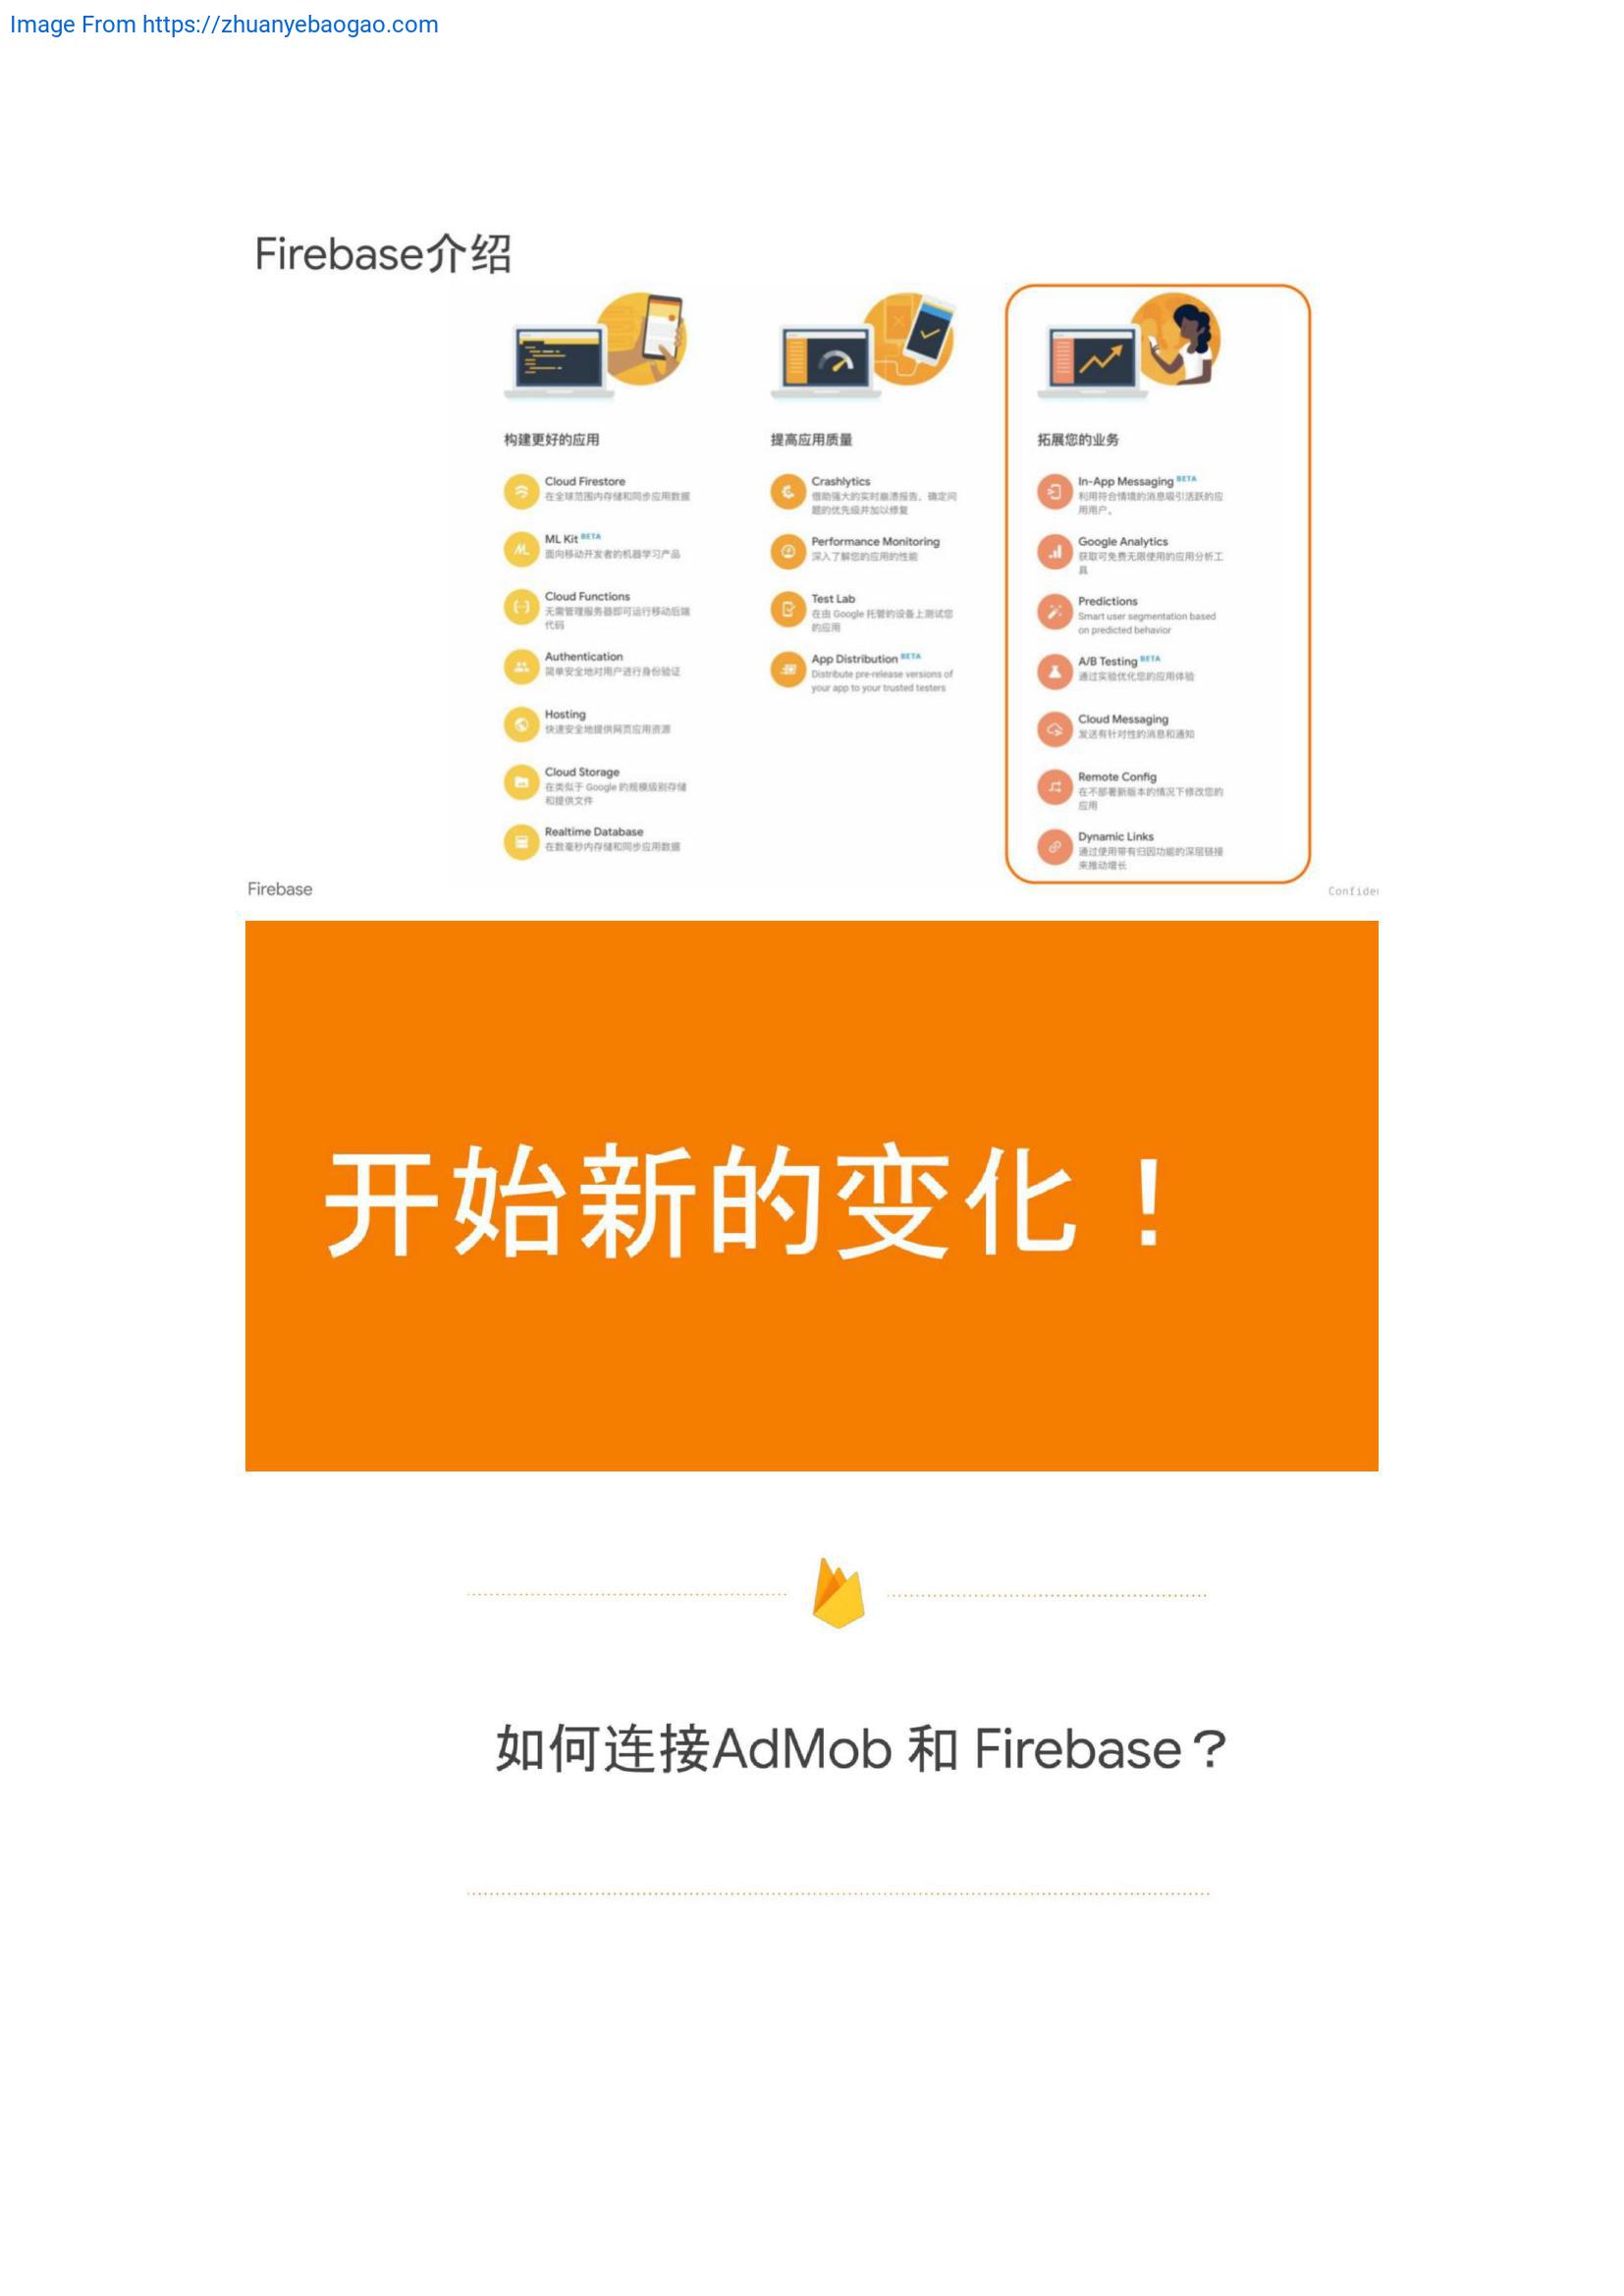 Image From https://zhuanyebaogao.com
Firebase介绍
构建更好的应用
Cloud Firestore
在全球范围内存储和同步应用数据
ML Kit BETA
面向移动开发者的机器学习产品
Cloud Functions
无需管理服务器即可运行移动后端
代码
Authentication
简单安全地对用户进行身份验证
Hosting
快速安全地提供网页应用资源
Cloud Storage
在类似于 Google 的规模级别存储
和提供文件
Realtime Database
在数毫秒内存储和同步应用数据
提高应用质量
Crashlytics
借助强大的实时崩溃报告，确定问
题的优先级并加以修复
Performance Monitoring
深入了解您的应用的性能
Test Lab
在由 Google 托管的设备上测试您
的应用
App Distribution BETA
Distribute pre-release versions of
your app to your trusted testers
拓展您的业务
In-App Messaging BETA
利用符合情境的消息吸引活跃的应
用用户。
Google Analytics
获取可免费无限使用的应用分析工
具
Predictions
Smart user segmentation based
on predicted behavior
A/B Testing BETA
通过实验优化您的应用体验
Cloud Messaging
发送有针对性的消息和通知
Remote Config
在不部署新版本的情况下修改您的
应用
Dynamic Links
通过使用带有归因功能的深层链接
来推动增长
Firebase
Confider
开始新的变化！
如何连接AdMob 和 Firebase？